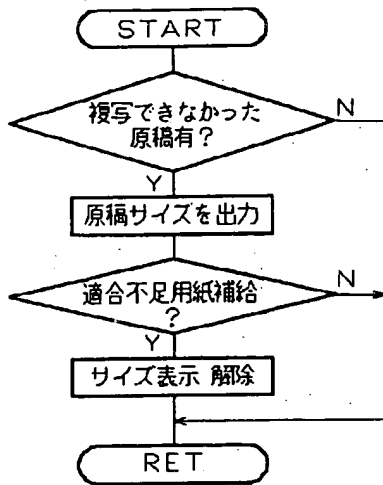 START
複写できなかった
原稿有?
N
Y
原稿サイズを出力
適合不足用紙補給
?
N
Y
サイズ表示 解除
RET